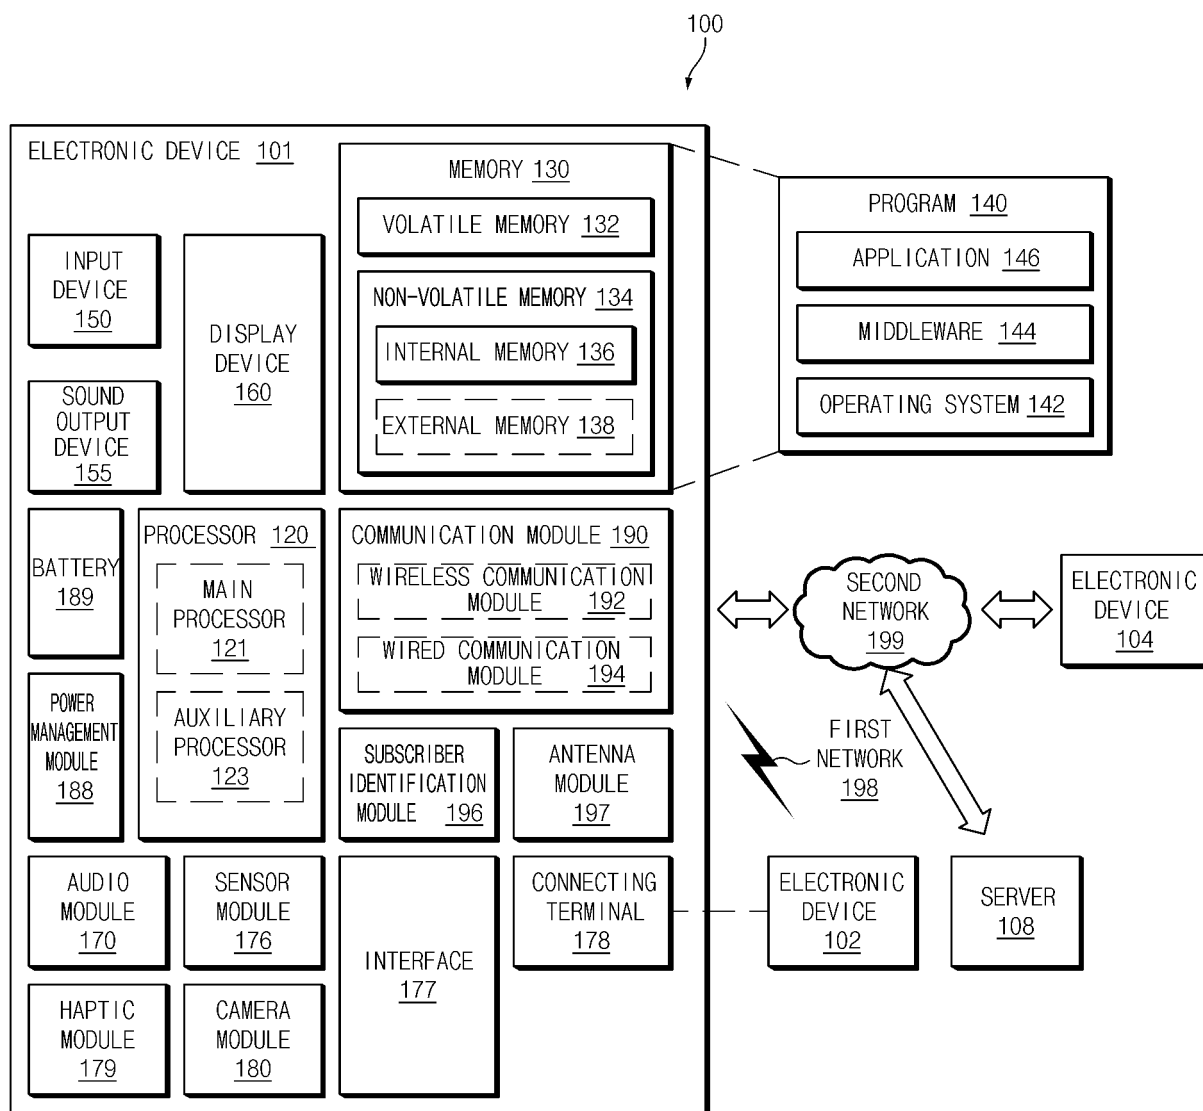 100
ELECTRONIC DEVICE 101
MEMORY 130
VOLATILE MEMORY 132
NON-VOLATILE MEMORY 134
INTERNAL MEMORY 136
EXTERNAL MEMORY 138
PROGRAM 140
APPLICATION 146
MIDDLEWARE 144
OPERATING SYSTEM 142
INPUT
DEVICE
150
DISPLAY
DEVICE
160
SOUND
OUTPUT
DEVICE
155
BATTERY
189
PROCESSOR 120
MAIN
PROCESSOR
121
AUXILIARY
PROCESSOR
123
POWER
MANAGEMENT
MODULE
188
COMMUNICATION MODULE 190
WIRELESS COMMUNICATION
MODULE 192
WIRED COMMUNICATION
MODULE 194
SECOND
NETWORK
199
ELECTRONIC
DEVICE
104
SUBSCRIBER
IDENTIFICATION
MODULE 196
ANTENNA
MODULE
197
FIRST
NETWORK
198
AUDIO
MODULE
170
SENSOR
MODULE
176
INTERFACE
177
CONNECTING
TERMINAL
178
ELECTRONIC
DEVICE
102
SERVER
108
HAPTIC
MODULE
179
CAMERA
MODULE
180